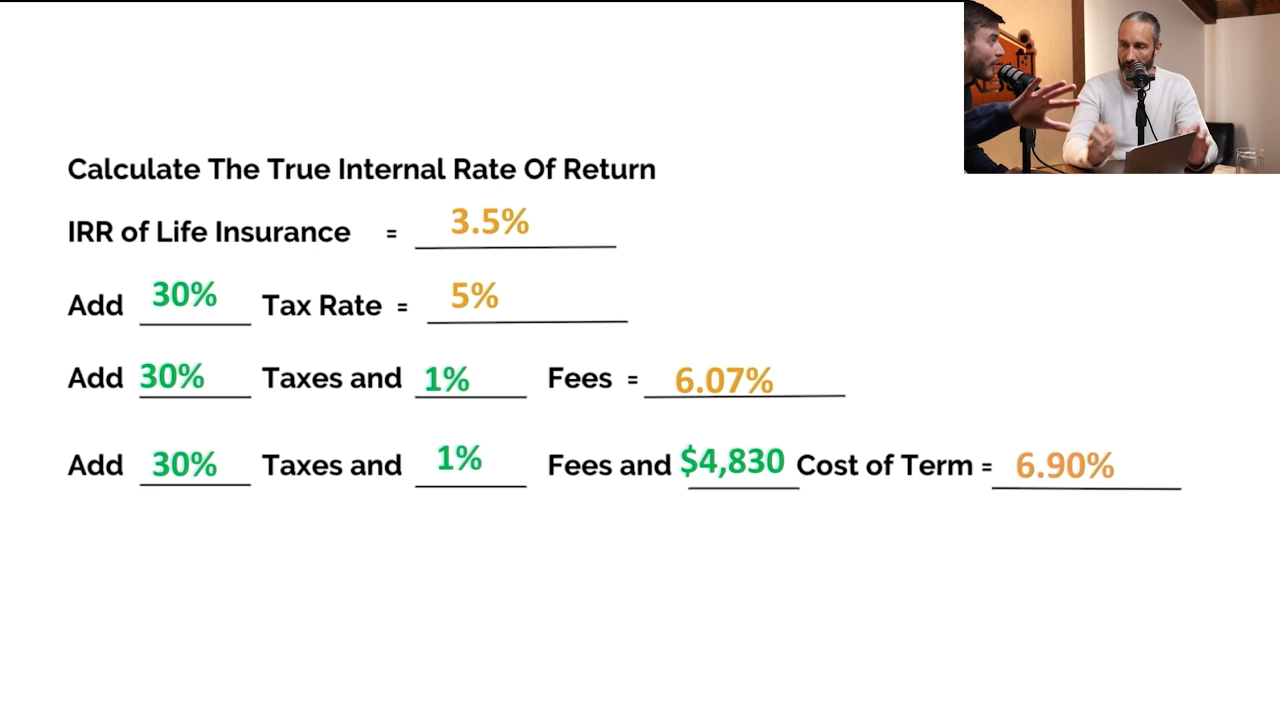 Calculate The True Internal Rate Of Return
IRR of Life Insurance = 3.5%
Add 30% Tax Rate = 5%
Add 30% Taxes and 1% Fees = 6.07%
Add 30% Taxes and 1% Fees and $4,830 Cost of Term = 6.90%